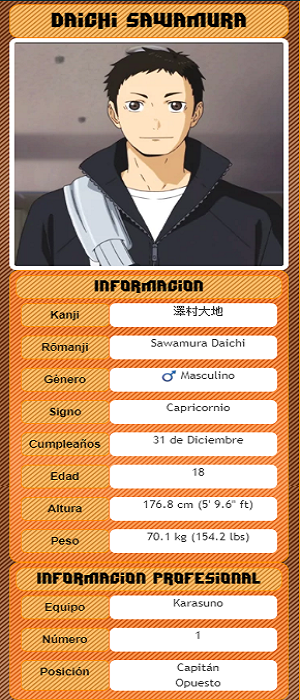 DAICHI SAWAMURA
INFORMACION
Kanji 澤村大地
Rōmanji Sawamura Daichi
Género ♂ Masculino
Signo Capricornio
Cumpleaños 31 de Diciembre
Edad 18
Altura 176.8 cm (5' 9.6" ft)
Peso 70.1 kg (154.2 lbs)
INFORMACION PROFESIONAL
Equipo Karasuno
Número 1
Posición Capitán
Opuesto